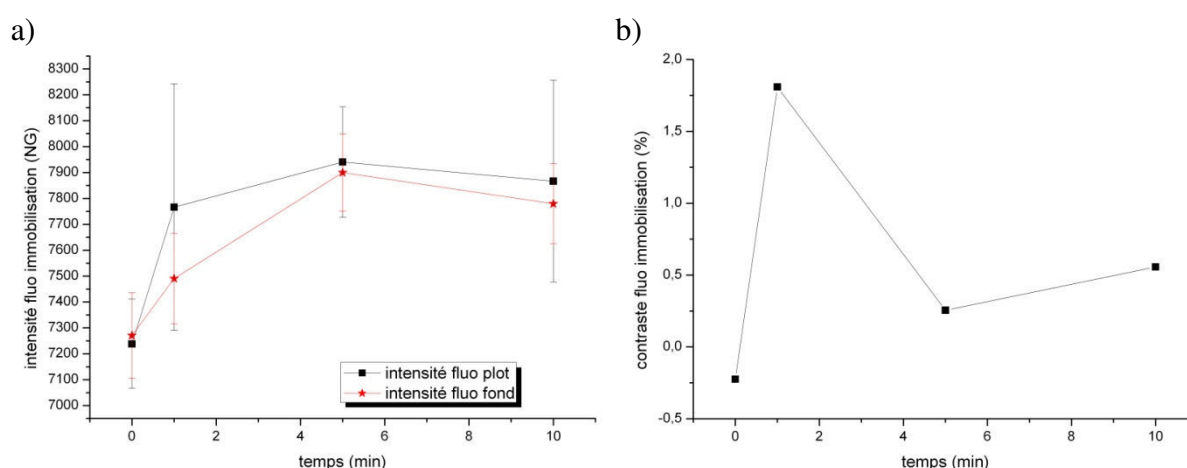 a)
8300
8200
8100
8000
7900
7800
7700
7600
7500
7400
7300
7200
7100
7000
intensité fluo immobilisation (NG)
intensité fluo plot
intensité fluo fond
0 2 4 6 8 10
temps (min)
b)
2,0
1,5
1,0
0,5
0,0
-0,5
contraste fluo immobilisation (%)
0 2 4 6 8 10
temps (min)